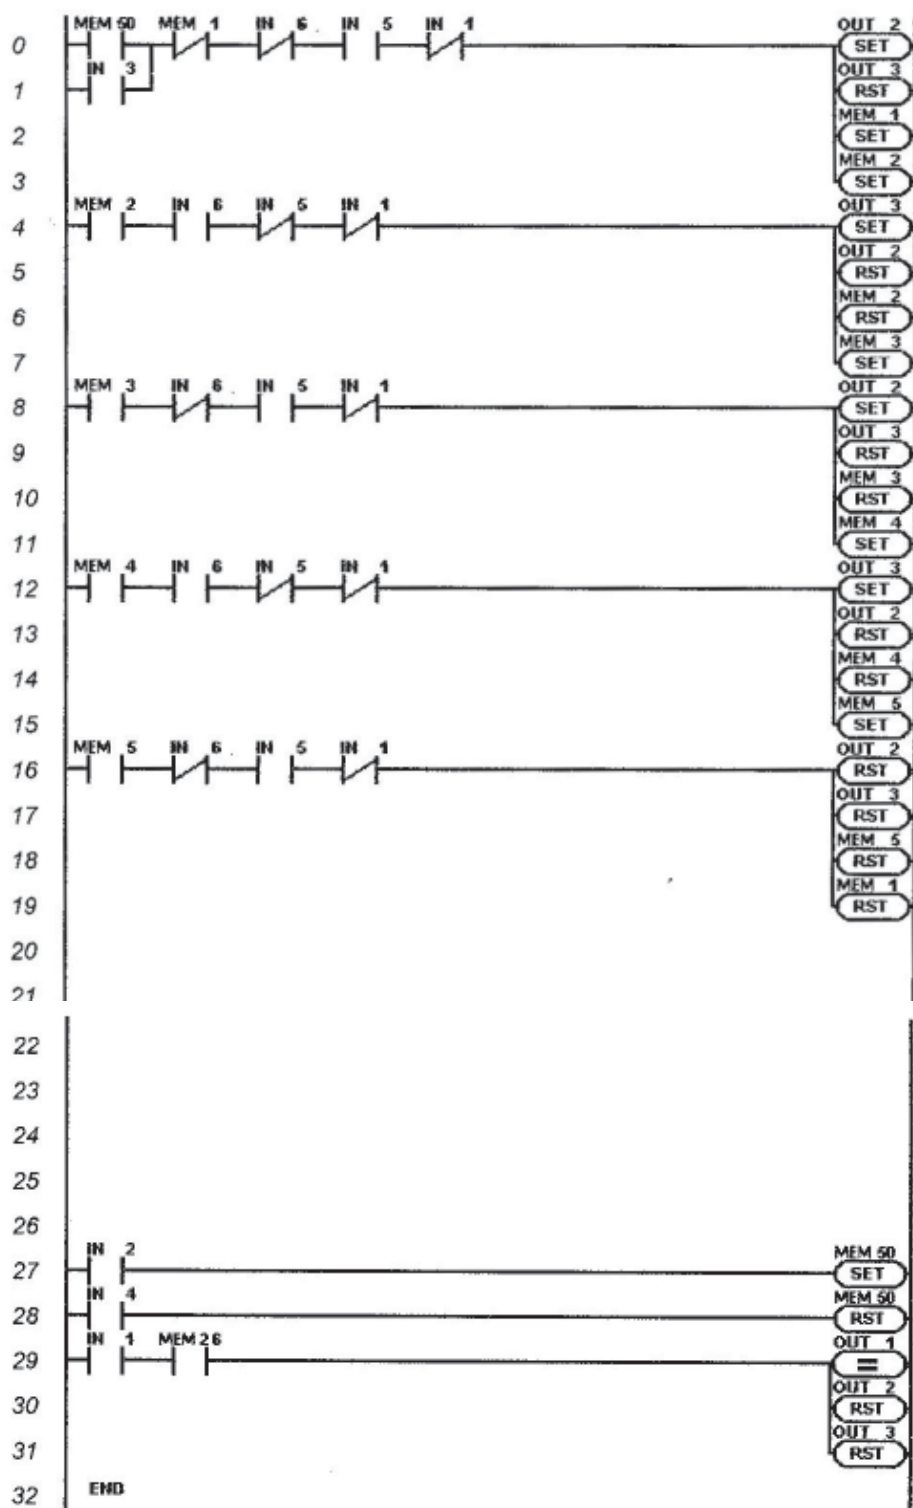 MEM 50 MEM 1 IN 6 IN 5 IN 1 OUT 2
0 SET
IN 3 OUT 3
1 RST
MEM 1
2 SET
MEM 2
3 SET
MEM 2 IN 6 IN 5 IN 1 OUT 3
4 SET
OUT 2
5 RST
MEM 2
6 RST
MEM 3
7 SET
MEM 3 IN 6 IN 5 IN 1 OUT 2
8 SET
OUT 3
9 RST
MEM 3
10 RST
MEM 4
11 SET
MEM 4 IN 6 IN 5 IN 1 OUT 3
12 SET
OUT 2
13 RST
MEM 4
14 RST
MEM 5
15 SET
MEM 5 IN 6 IN 5 IN 1 OUT 2
16 RST
OUT 3
17 RST
MEM 5
18 RST
MEM 1
19 RST
20
21
22
23
24
25
26
IN 2 MEM 50
27 SET
IN 4 MEM 50
28 RST
IN 1 MEM 26 OUT 1
29 =
OUT 2
30 RST
OUT 3
31 RST
32 END